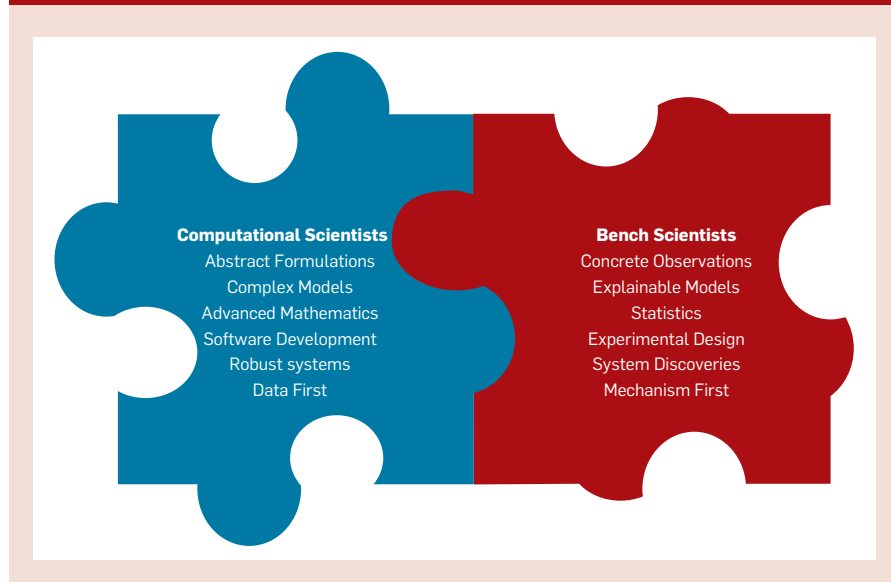 Computational Scientists
Abstract Formulations
Complex Models
Advanced Mathematics
Software Development
Robust systems
Data First
Bench Scientists
Concrete Observations
Explainable Models
Statistics
Experimental Design
System Discoveries
Mechanism First